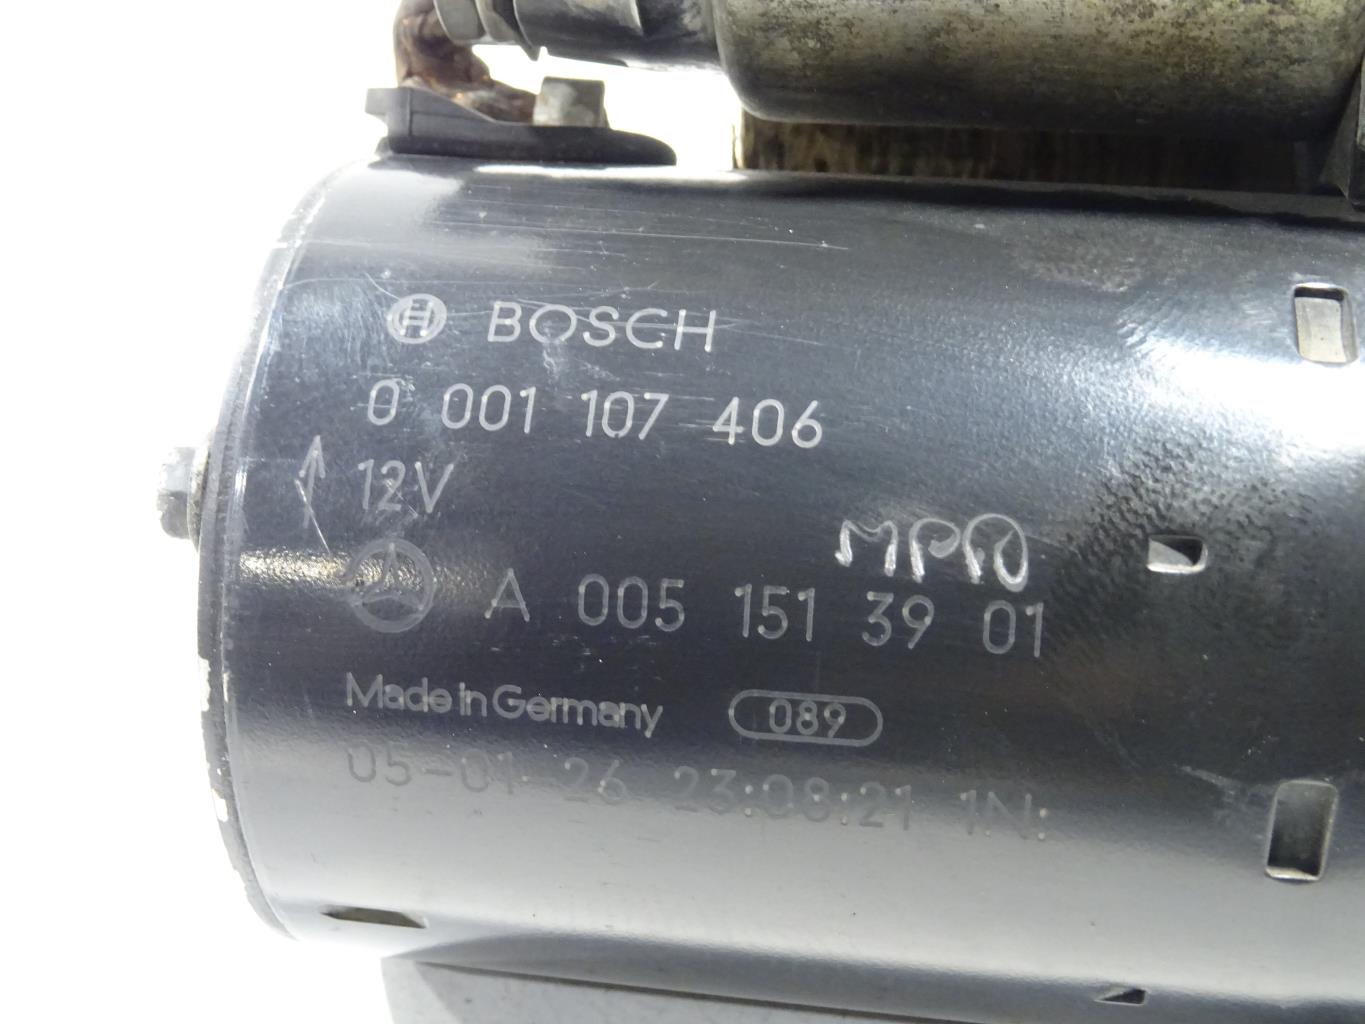 BOSCH
0 001 107 406
12V
MPD
A 005 151 39 01
Made in Germany 089
05-01-26 23:08:21 1N: